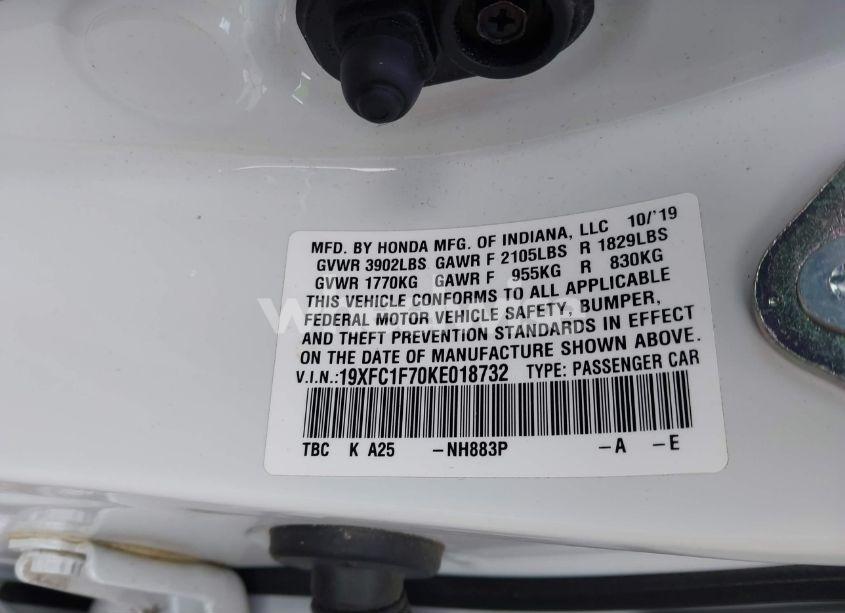 MFD. BY HONDA MFG. OF INDIANA, LLC 10/'19
GVWR 3902LBS GAWR F 2105LBS R 1829LBS
GVWR 1770KG GAWR F 955KG R 830KG
THIS VEHICLE CONFORMS TO ALL APPLICABLE
FEDERAL MOTOR VEHICLE SAFETY, BUMPER,
AND THEFT PREVENTION STANDARDS IN EFFECT
ON THE DATE OF MANUFACTURE SHOWN ABOVE.
V.I.N.:19XFC1F70KE018732 TYPE: PASSENGER CAR
TBC K A25 -NH883P -A -E